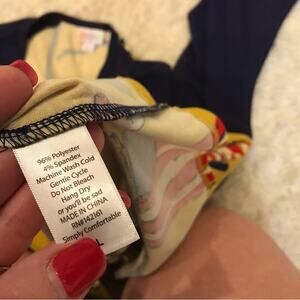 96% Polyester
4% Spandex
Machine Wash Cold
Gentle Cycle
Do Not Bleach
Hang Dry
or you'll be sad
MADE IN CHINA
RN#142161
Simply Comfortable
L